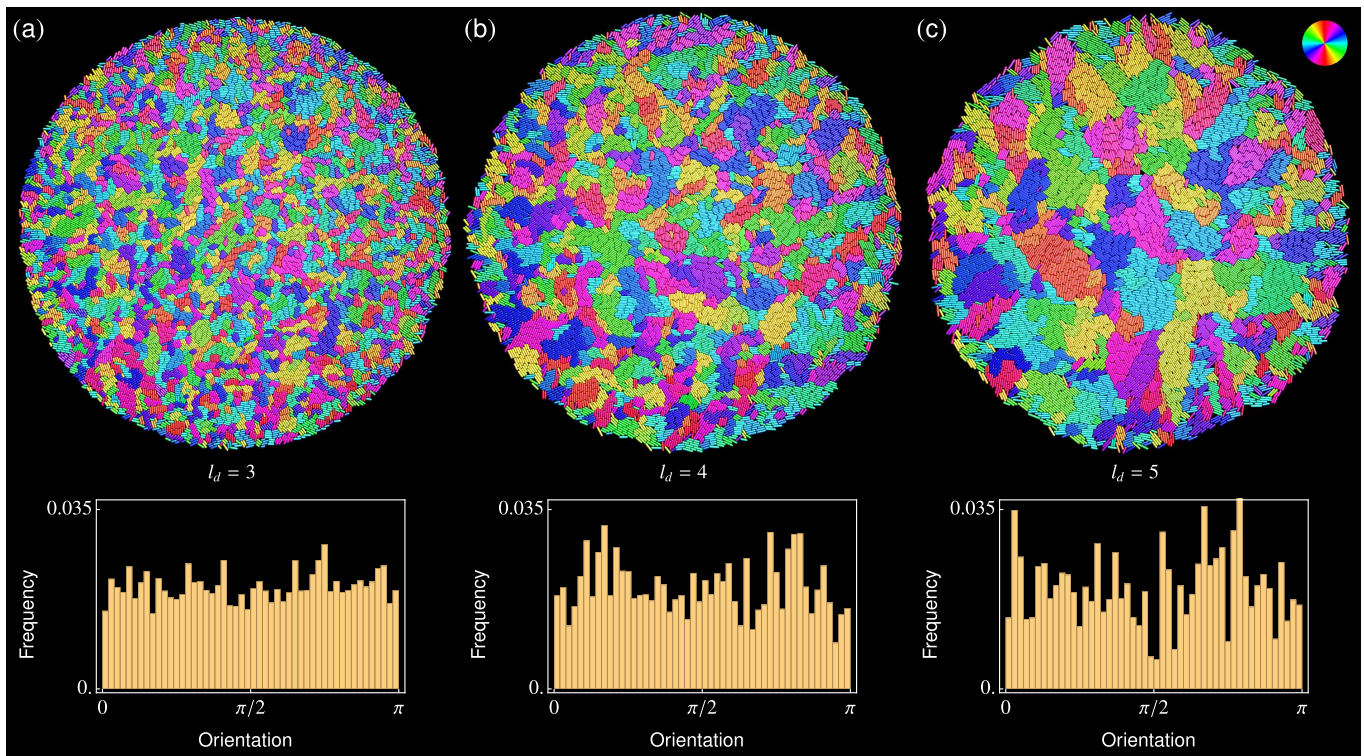 (a)
(b)
(c)
l_d = 3
l_d = 4
l_d = 5
0.035
0.
Frequency
0
π/2
π
Orientation
0.035
0.
Frequency
0
π/2
π
Orientation
0.035
0.
Frequency
0
π/2
π
Orientation